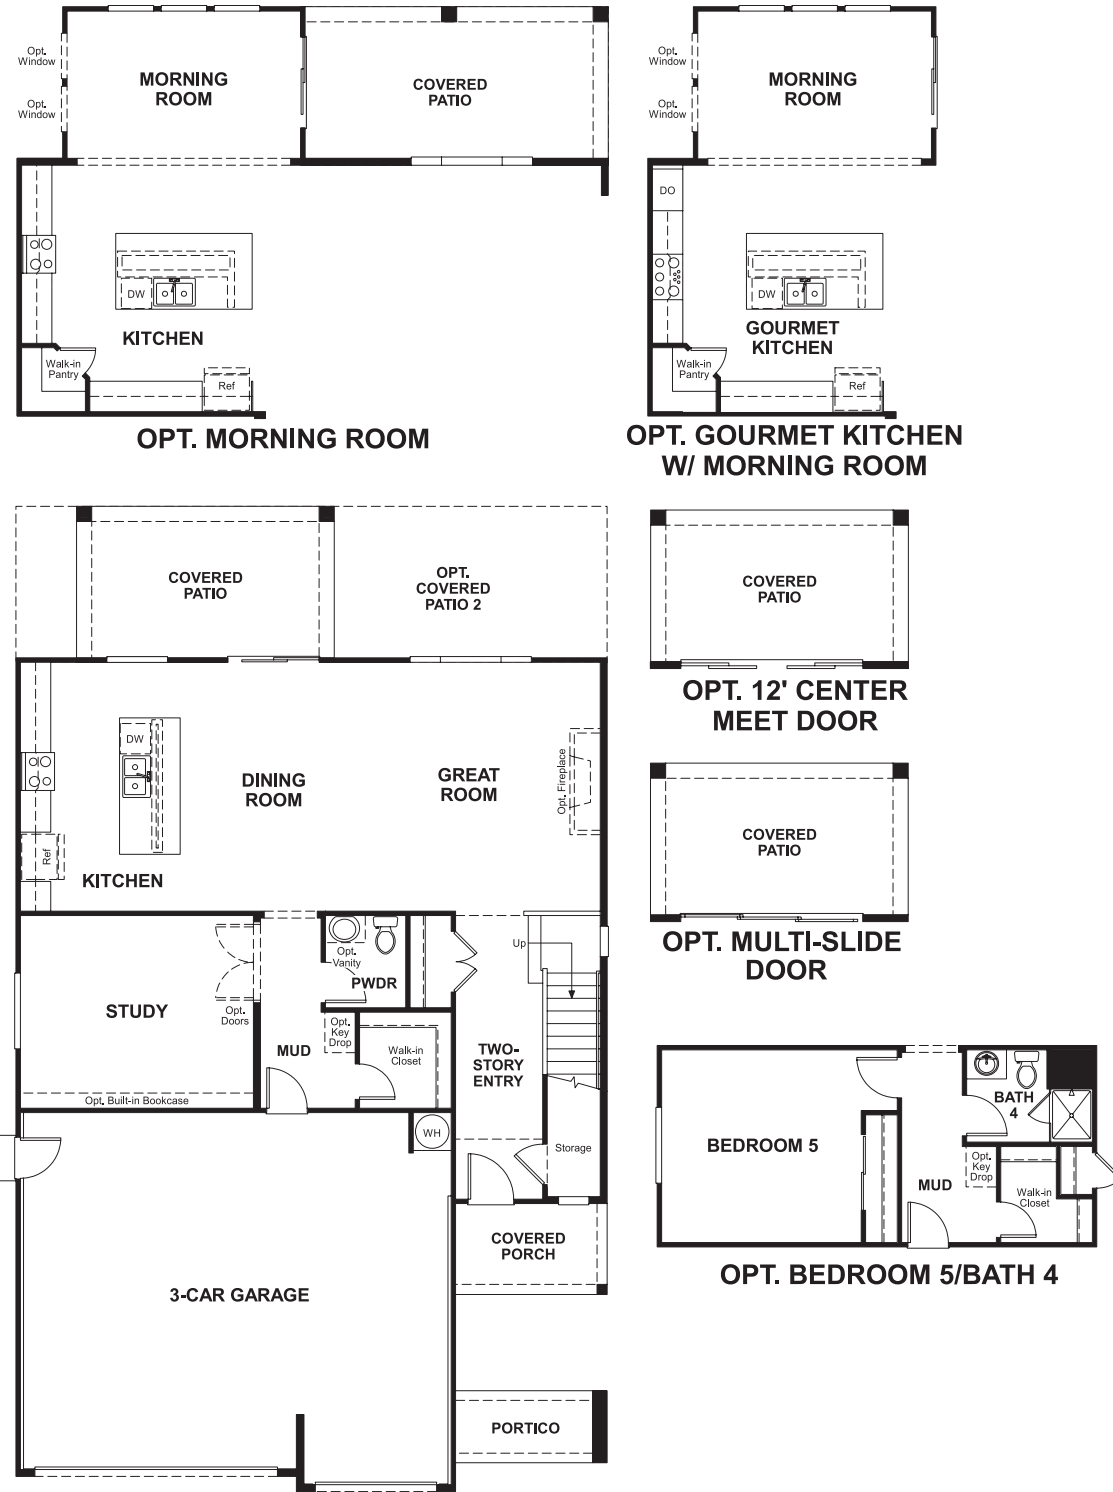 Opt.
Window
Opt.
Window
MORNING
ROOM
COVERED
PATIO
DW
KITCHEN
Walk-in
Pantry
Ref
OPT. MORNING ROOM
Opt.
Window
Opt.
Window
MORNING
ROOM
DO
DW
GOURMET
KITCHEN
Walk-in
Pantry
Ref
OPT. GOURMET KITCHEN
W/ MORNING ROOM
COVERED
PATIO
OPT.
COVERED
PATIO 2
DW
DINING
ROOM
GREAT
ROOM
Opt. Fireplace
Ref
KITCHEN
Up
Opt.
Vanity
PWDR
STUDY
Opt.
Doors
Opt.
Key
Drop
MUD
Walk-in
Closet
TWO-
STORY
ENTRY
Opt. Built-in Bookcase
WH
Storage
COVERED
PORCH
3-CAR GARAGE
PORTICO
COVERED
PATIO
OPT. 12' CENTER
MEET DOOR
COVERED
PATIO
OPT. MULTI-SLIDE
DOOR
BATH
4
BEDROOM 5
Opt.
Key
Drop
MUD
Walk-in
Closet
OPT. BEDROOM 5/BATH 4